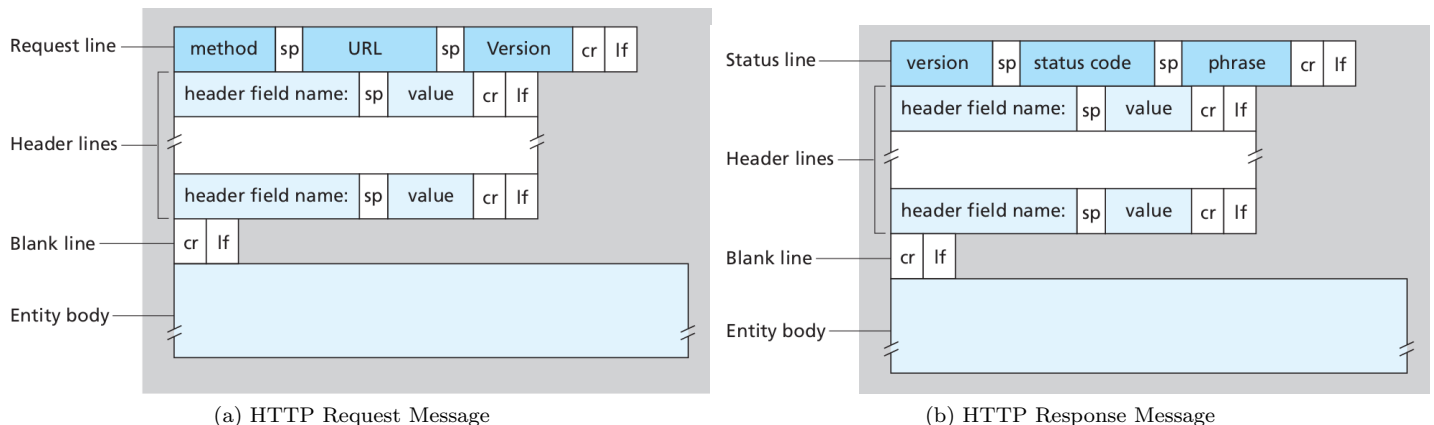 Request line method sp URL sp Version cr lf
header field name: sp value cr lf
Header lines
header field name: sp value cr lf
Blank line cr lf
Entity body
(a) HTTP Request Message
Status line version sp status code sp phrase cr lf
header field name: sp value cr lf
Header lines
header field name: sp value cr lf
Blank line cr lf
Entity body
(b) HTTP Response Message